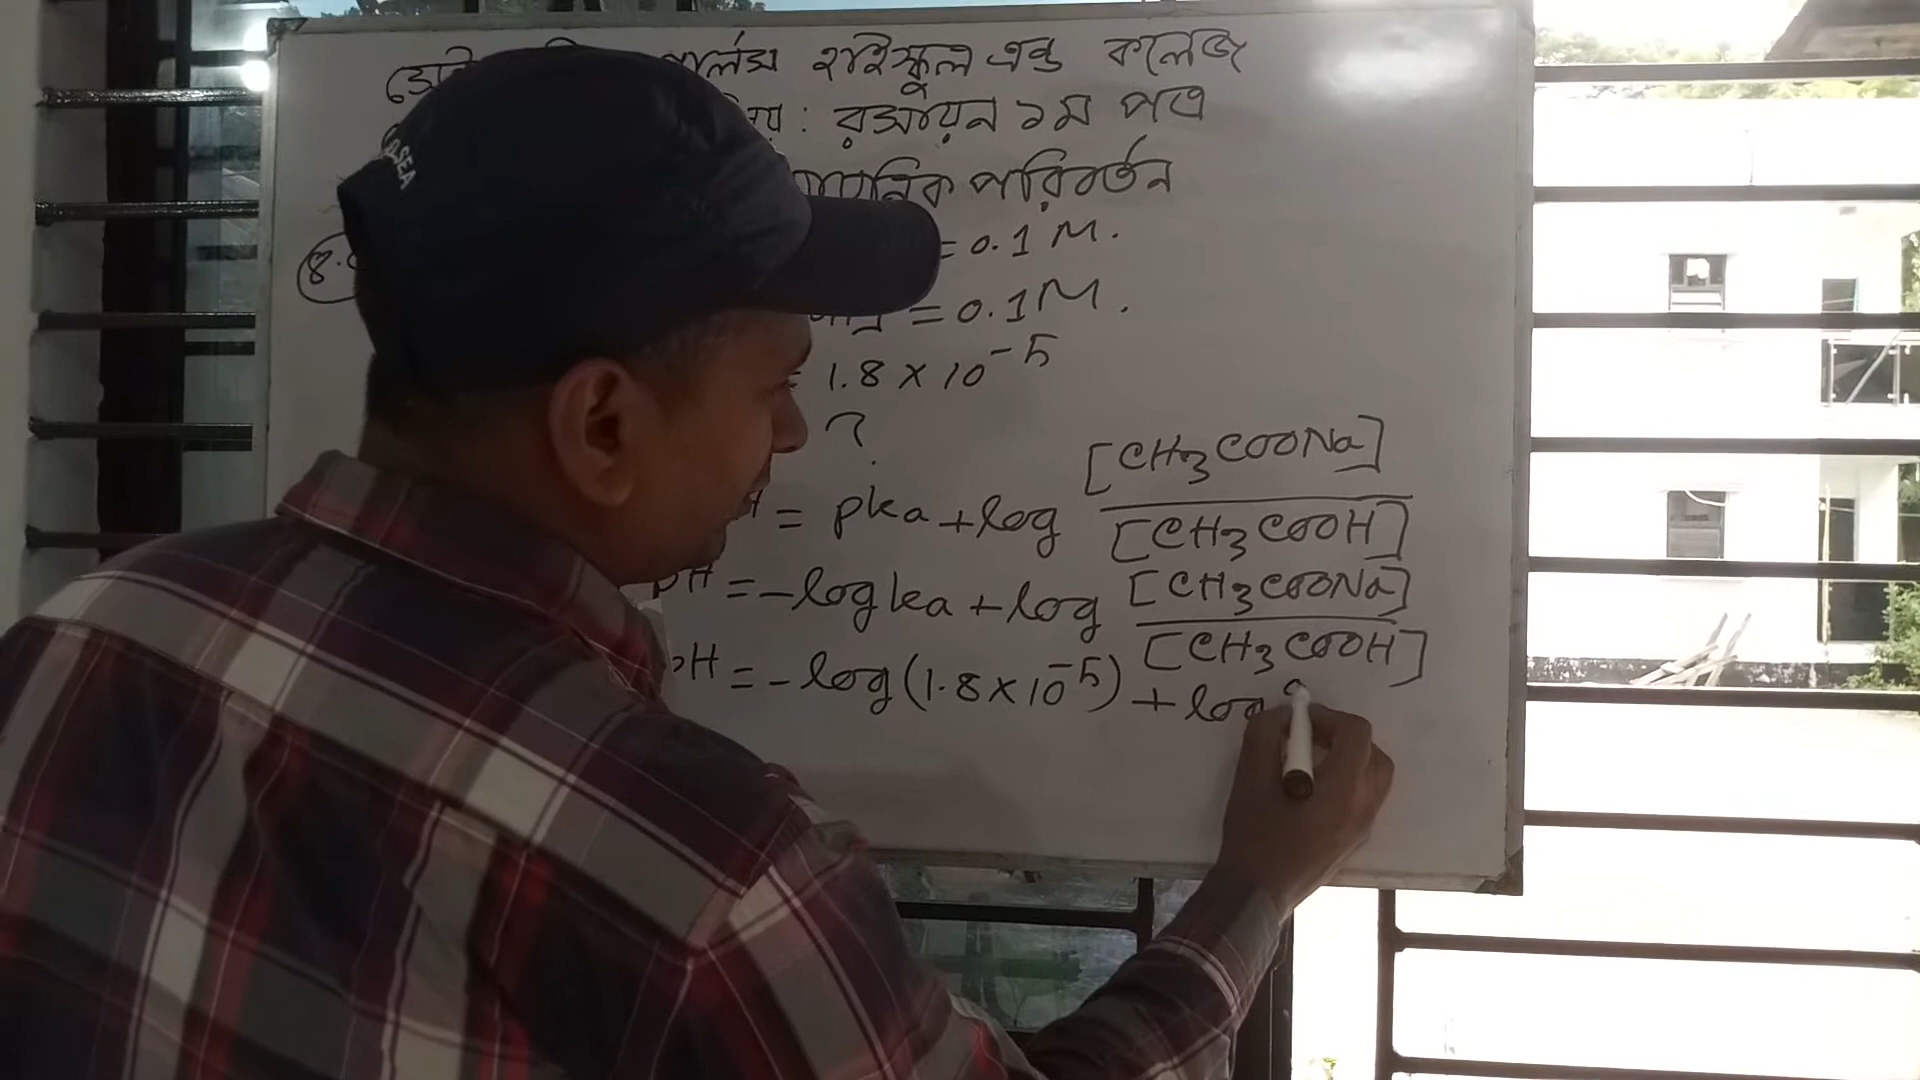 হাইস্কুল এন্ড কলেজ
: রসায়ন ১ম পত্র
পরিবর্তন
= 0.1 M.
= 0.1 M.
1.8 × 10⁻⁵
?
= pka + log [CH3COONa] / [CH3COOH]
pH = -log ka + log [CH3COONa] / [CH3COOH]
pH = -log (1.8 × 10⁻⁵) + log